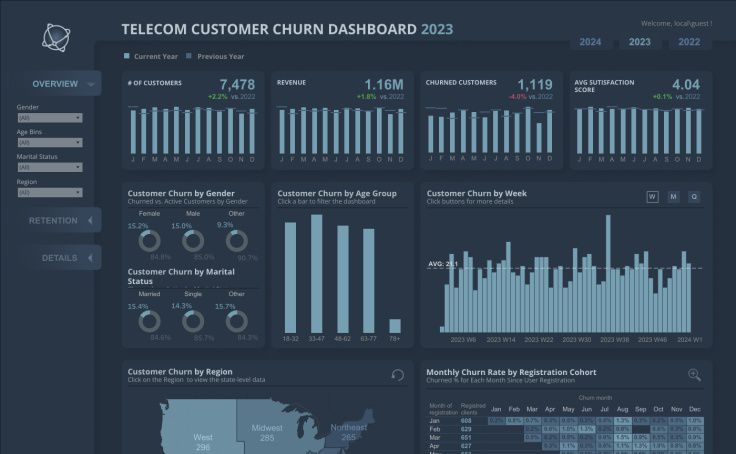 TELECOM CUSTOMER CHURN DASHBOARD 2023
Welcome, local\guest !
2024 2023 2022
Current Year Previous Year
OVERVIEW
Gender
(All)
Age Bins
(All)
Marital Status
(All)
Region
(All)
RETENTION
DETAILS
# OF CUSTOMERS 7,478
+2.2% vs.2022
J F M A M J J A S O N D
REVENUE 1.16M
+1.8% vs.2022
J F M A M J J A S O N D
CHURNED CUSTOMERS 1,119
-4.0% vs.2022
J F M A M J J A S O N D
AVG SUTISFACTION
SCORE 4.04
+0.1% vs.2022
J F M A M J J A S O N D
Customer Churn by Gender
Churned vs. Active Customers by Gender
Female Male Other
15.2% 15.0% 9.3%
84.8% 85.0% 90.7%
Customer Churn by Marital
Status
Married Single Other
15.4% 14.3% 15.7%
84.6% 85.7% 84.3%
Customer Churn by Age Group
Click a bar to filter the dashboard
18-32 33-47 48-62 63-77 78+
Customer Churn by Week
Click buttons for more details
W M Q
AVG: 21.1
2023 W6 2023 W14 2023 W22 2023 W30 2023 W38 2023 W46 2024 W1
Customer Churn by Region
Click on the Region to view the state-level data
West
296
Midwest
285
Northeast
265
Monthly Churn Rate by Registration Cohort
Churned % for Each Month Since User Registration
Churn month
Month of
registration
Registred
clients
Jan Feb Mar Apr May Jun Jul Aug Sep Oct Nov Dec
Jan 608
Feb 629
Mar 651
Apr 627